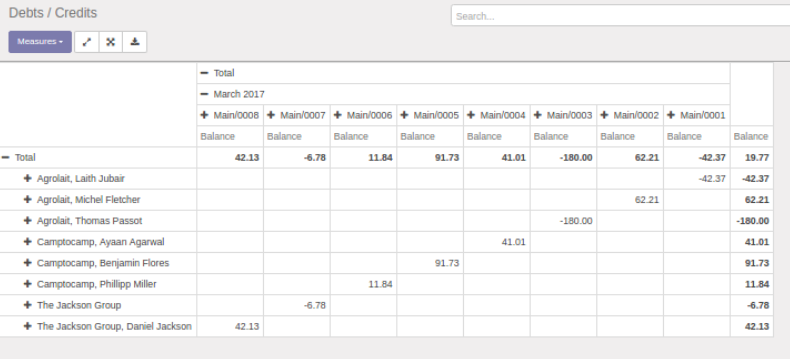 Debts / Credits
Search...
Measures
Total
March 2017
Main/0008 Main/0007 Main/0006 Main/0005 Main/0004 Main/0003 Main/0002 Main/0001
Balance Balance Balance Balance Balance Balance Balance Balance Balance
Total 42.13 -6.78 11.84 91.73 41.01 -180.00 62.21 -42.37 19.77
Agrolait, Laith Jubair -42.37 -42.37
Agrolait, Michel Fletcher 62.21 62.21
Agrolait, Thomas Passot -180.00 -180.00
Camptocamp, Ayaan Agarwal 41.01 41.01
Camptocamp, Benjamin Flores 91.73 91.73
Camptocamp, Phillipp Miller 11.84 11.84
The Jackson Group -6.78 -6.78
The Jackson Group, Daniel Jackson 42.13 42.13